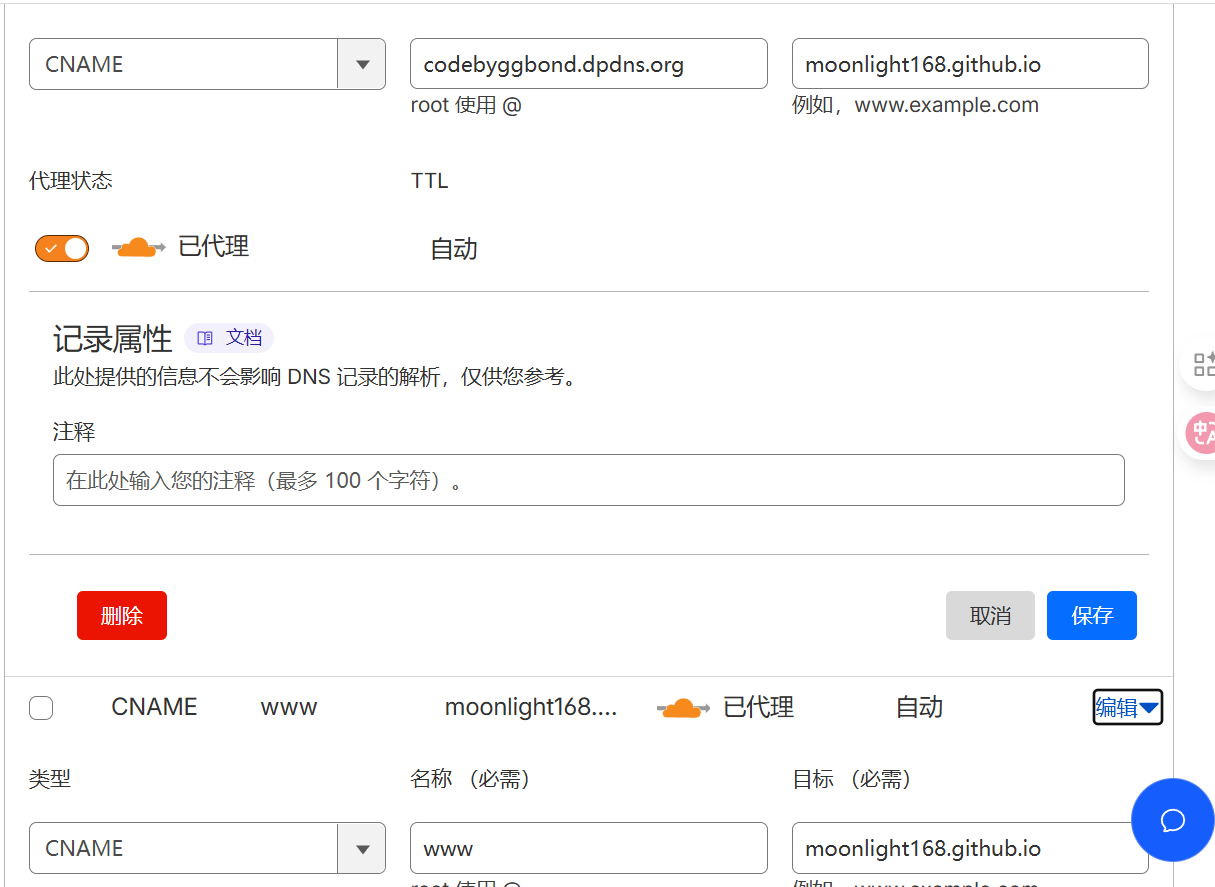 CNAME codebyggbond.dpdns.org moonlight168.github.io
root 使用 @ 例如，www.example.com
代理状态 TTL
已代理 自动
记录属性 文档
此处提供的信息不会影响 DNS 记录的解析，仅供您参考。
注释
在此处输入您的注释（最多 100 个字符）。
删除 取消 保存
CNAME www moonlight168.... 已代理 自动 编辑
类型 名称 （必需） 目标 （必需）
CNAME www moonlight168.github.io